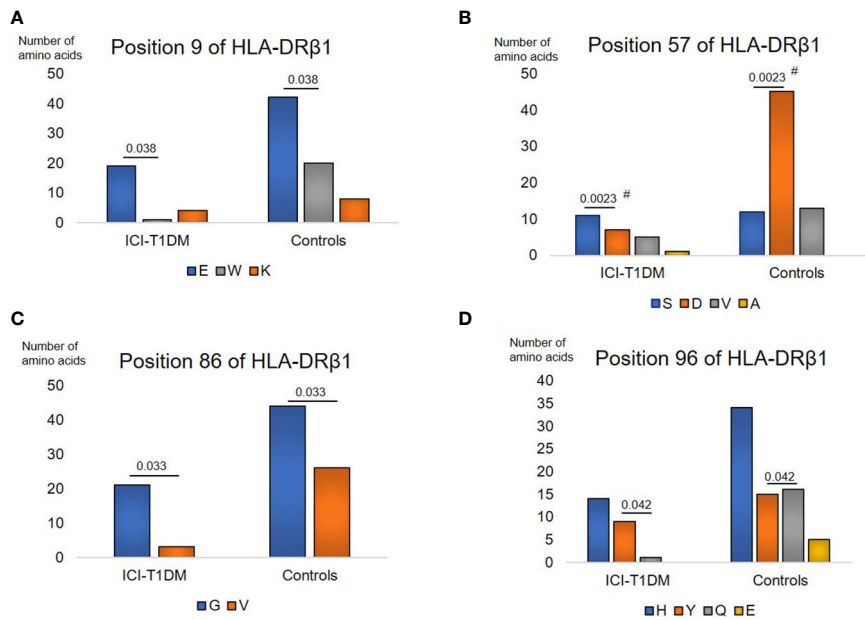 A
Number of
amino acids
Position 9 of HLA-DRβ1
50
40
30
20
10
0
0.038
0.038
ICI-T1DM
Controls
E W K
B
Number of
amino acids
Position 57 of HLA-DRβ1
50
40
30
20
10
0
0.0023 #
0.0023 #
ICI-T1DM
Controls
S D V A
C
Number of
amino acids
Position 86 of HLA-DRβ1
50
40
30
20
10
0
0.033
0.033
ICI-T1DM
Controls
G V
D
Number of
amino acids
Position 96 of HLA-DRβ1
40
35
30
25
20
15
10
5
0
0.042
0.042
ICI-T1DM
Controls
H Y Q E